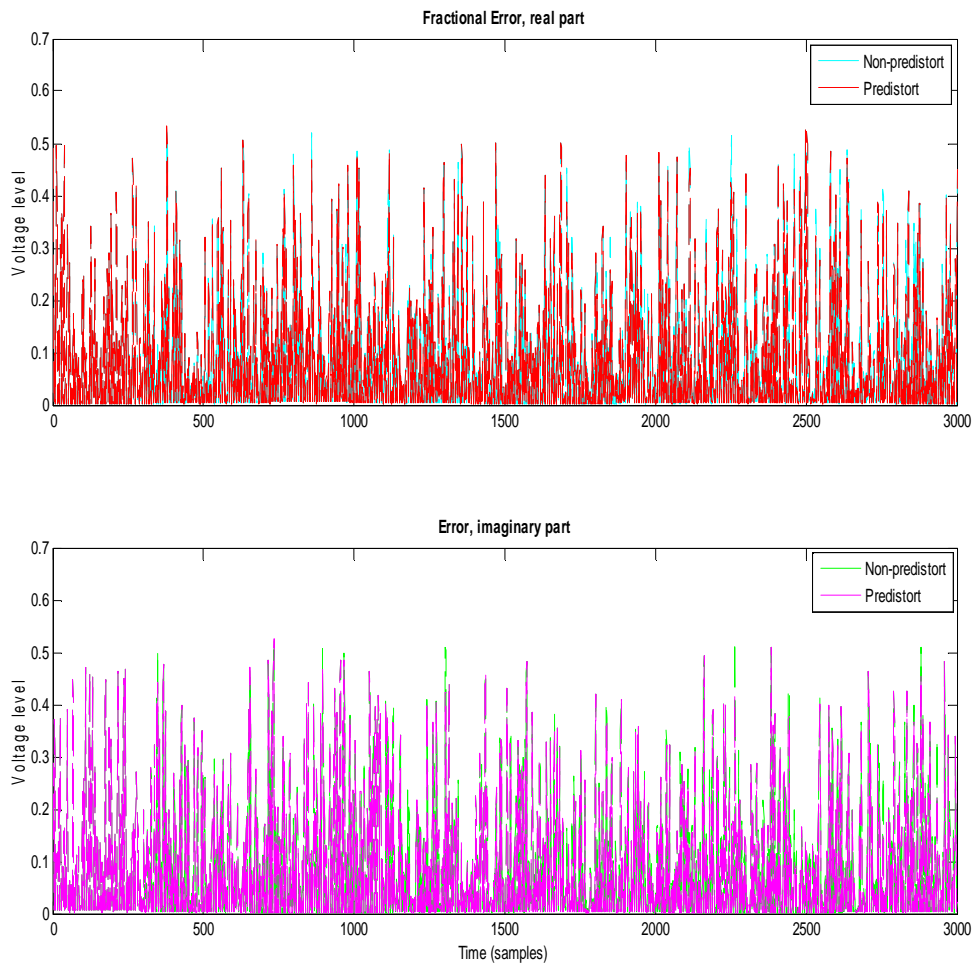 Fractional Error, real part
Non-predistort
Predistort
Voltage level
0.7
0.6
0.5
0.4
0.3
0.2
0.1
0
0 500 1000 1500 2000 2500 3000
Error, imaginary part
Non-predistort
Predistort
Voltage level
0.7
0.6
0.5
0.4
0.3
0.2
0.1
0
0 500 1000 1500 2000 2500 3000
Time (samples)